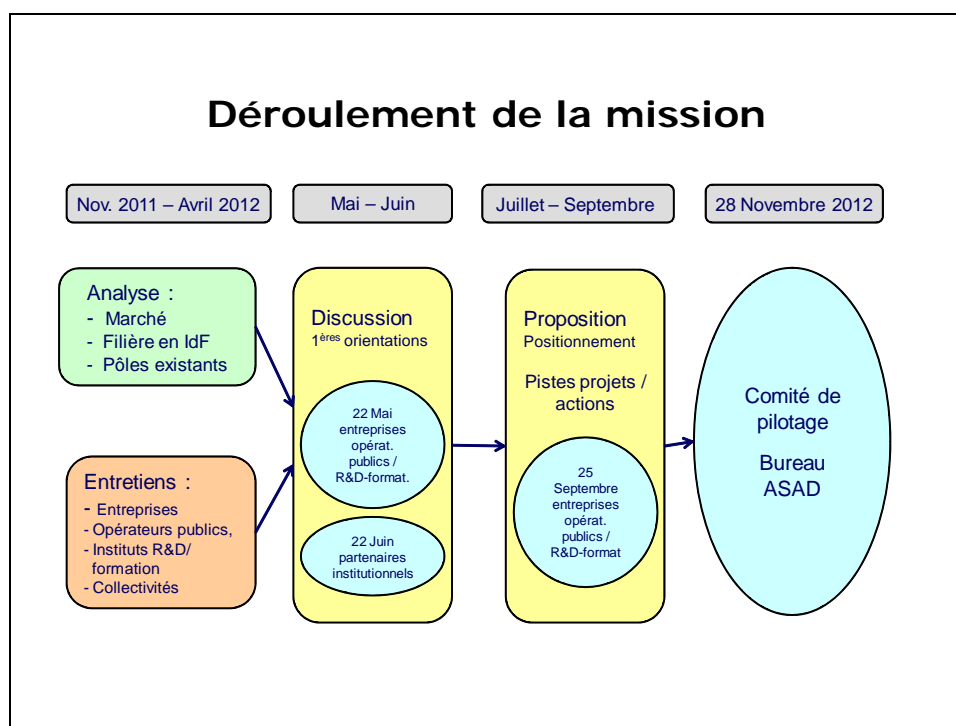 Déroulement de la mission
Nov. 2011 – Avril 2012
Mai – Juin
Juillet – Septembre
28 Novembre 2012
Analyse :
- Marché
- Filière en IdF
- Pôles existants
Entretiens :
- Entreprises
- Opérateurs publics,
- Instituts R&D/
formation
- Collectivités
Discussion
1ères orientations
22 Mai
entreprises
opérat.
publics /
R&D-format.
22 Juin
partenaires
institutionnels
Proposition
Positionnement
Pistes projets /
actions
25
Septembre
entreprises
opérat.
publics /
R&D-format
Comité de
pilotage
Bureau
ASAD